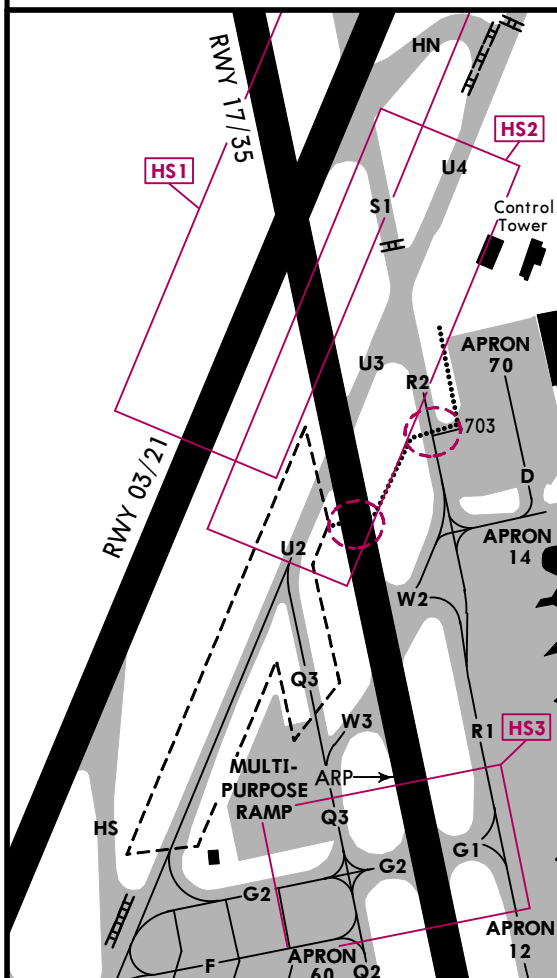 HN
RWY 17/35
HS2
HS1
U4
S1
Control
Tower
APRON
70
U3
R2
703
RWY 03/21
D
APRON
14
U2
W2
Q3
W3
R1
HS3
MULTI-
PURPOSE
RAMP
ARP
Q3
HS
G1
G2
G2
APRON
12
F
APRON
60
Q2